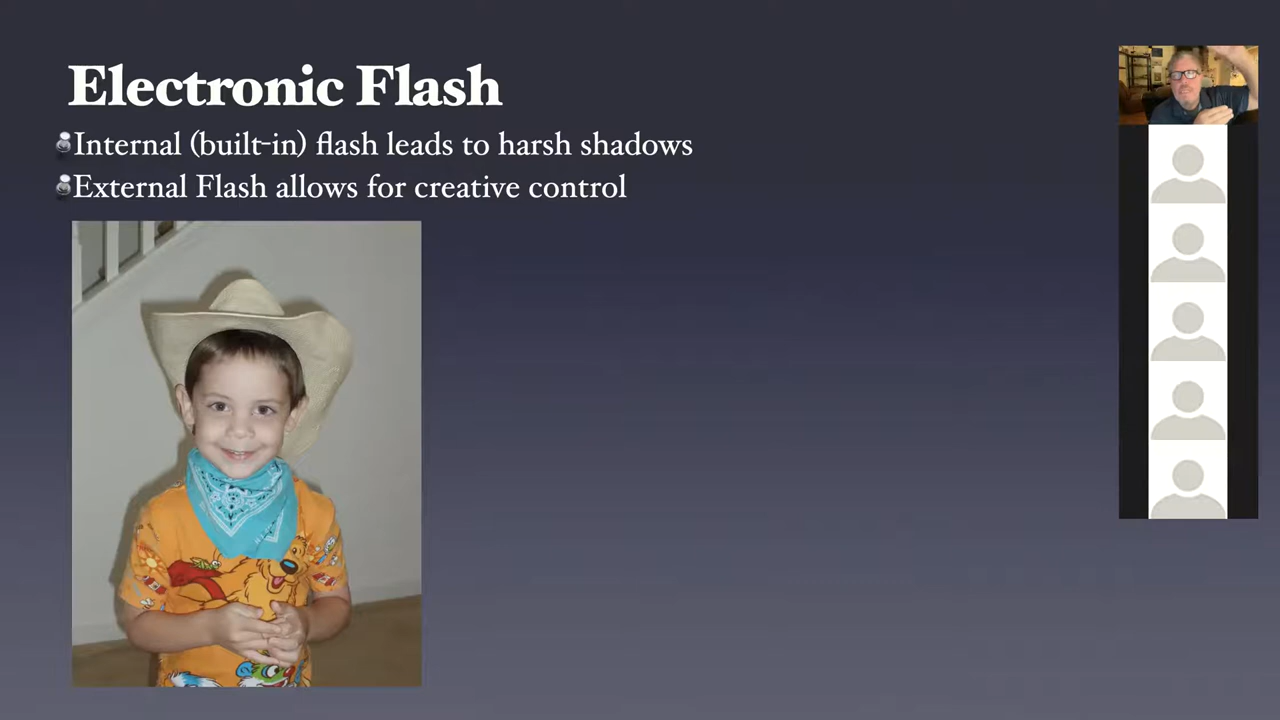 Electronic Flash
Internal (built-in) flash leads to harsh shadows
External Flash allows for creative control